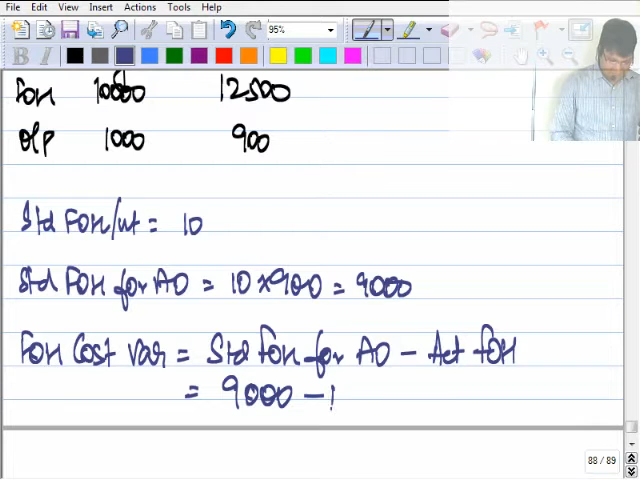 File Edit View Insert Actions Tools Help
95%
B I U
FOH 10000 12500
O/P 1000 900
Std FOH/ut = 10
Std FOH for AO = 10 x 900 = 9000
FOH Cost Var = Std FOH for AO - Act FOH
= 9000 - 1
88 / 89